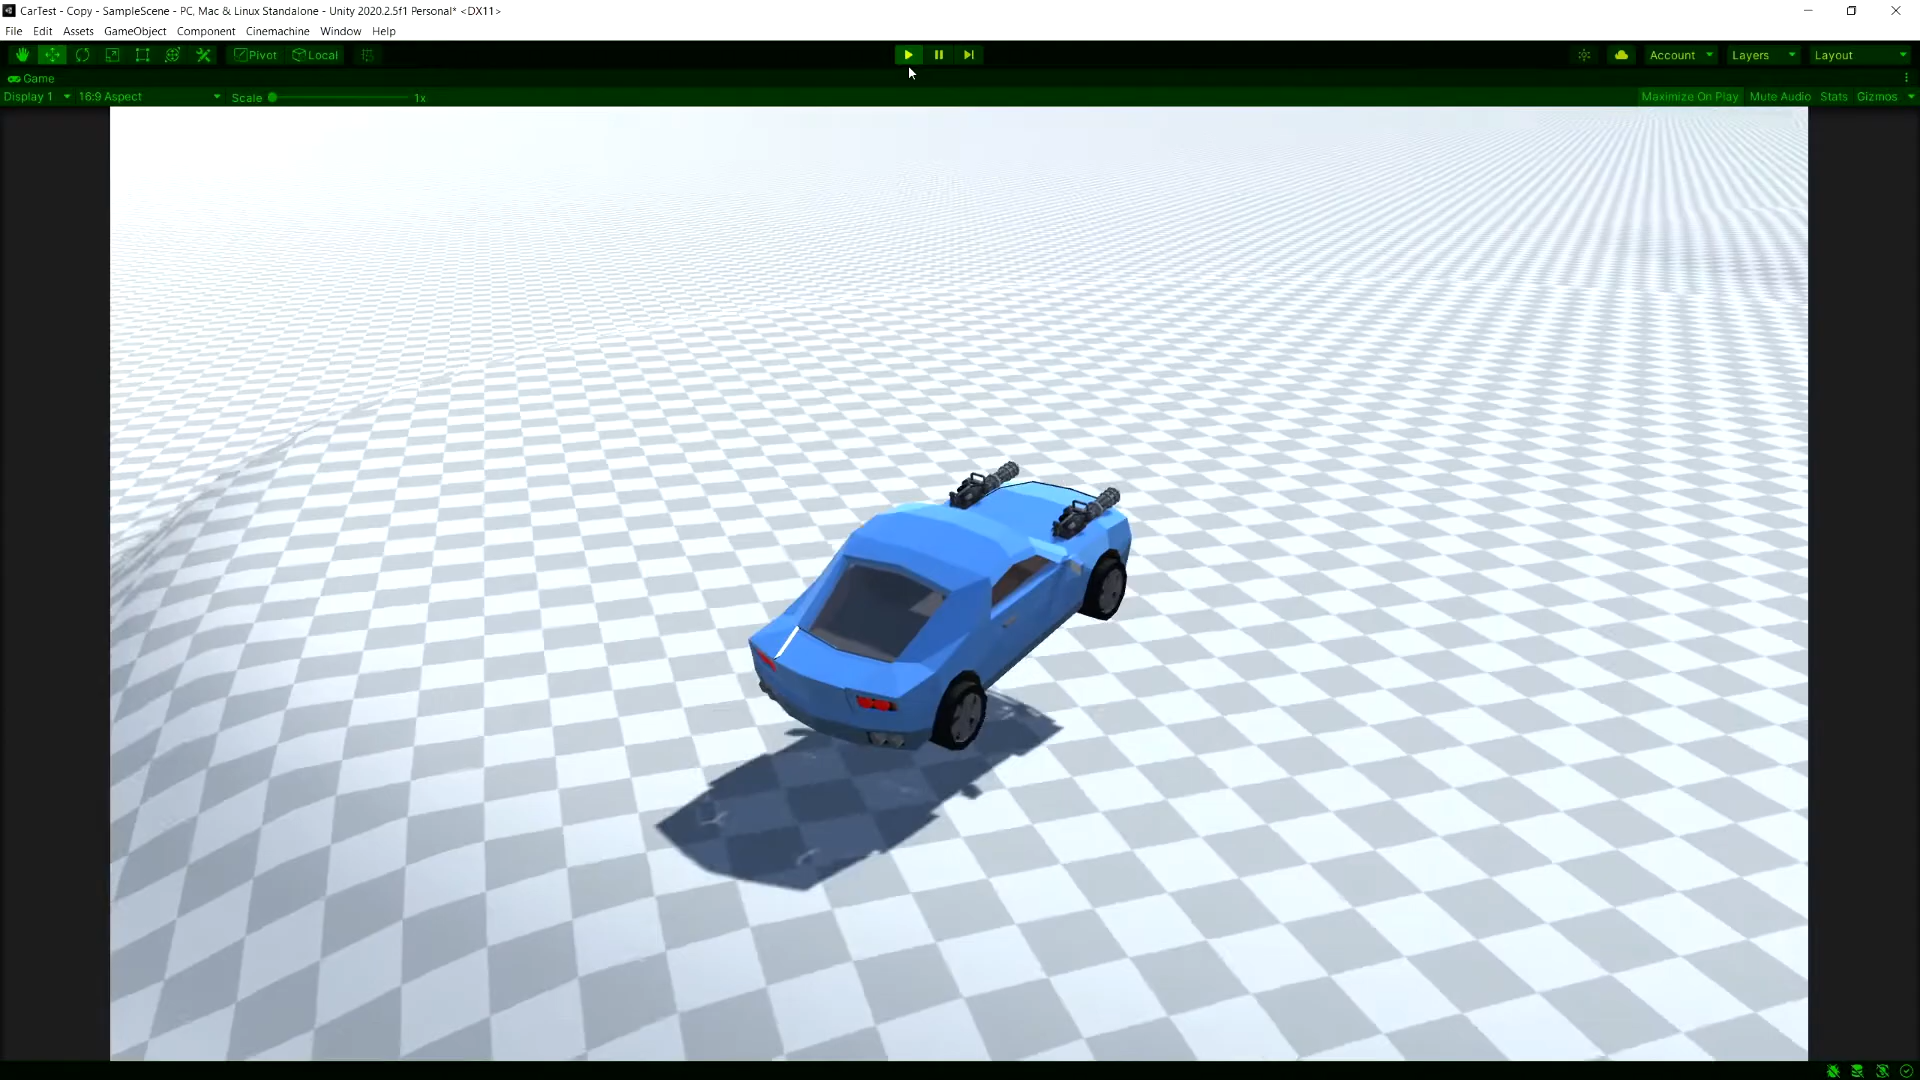 CarTest - Copy - SampleScene - PC, Mac & Linux Standalone - Unity 2020.2.5f1 Personal* <DX11>
File Edit Assets GameObject Component Cinemachine Window Help
Pivot Local Account Layers Layout
Game
Display 1 16:9 Aspect Scale 1x Maximize On Play Mute Audio Stats Gizmos